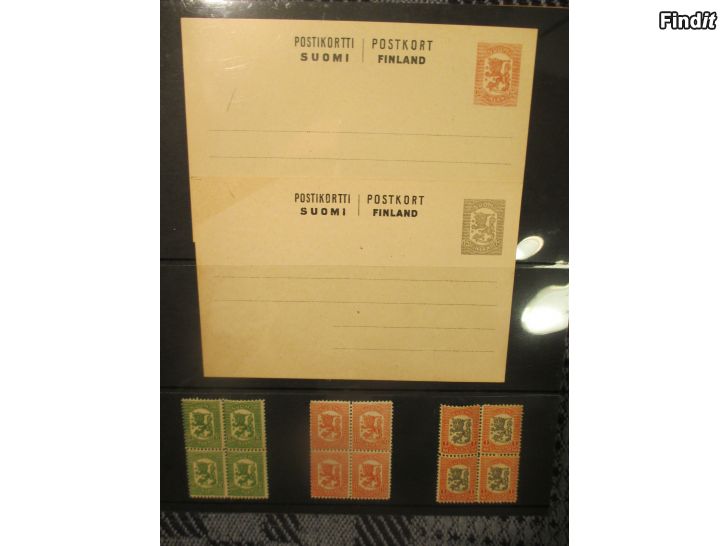 Findit
POSTIKORTTI | POSTKORT
SUOMI | FINLAND
POSTIKORTTI | POSTKORT
SUOMI | FINLAND